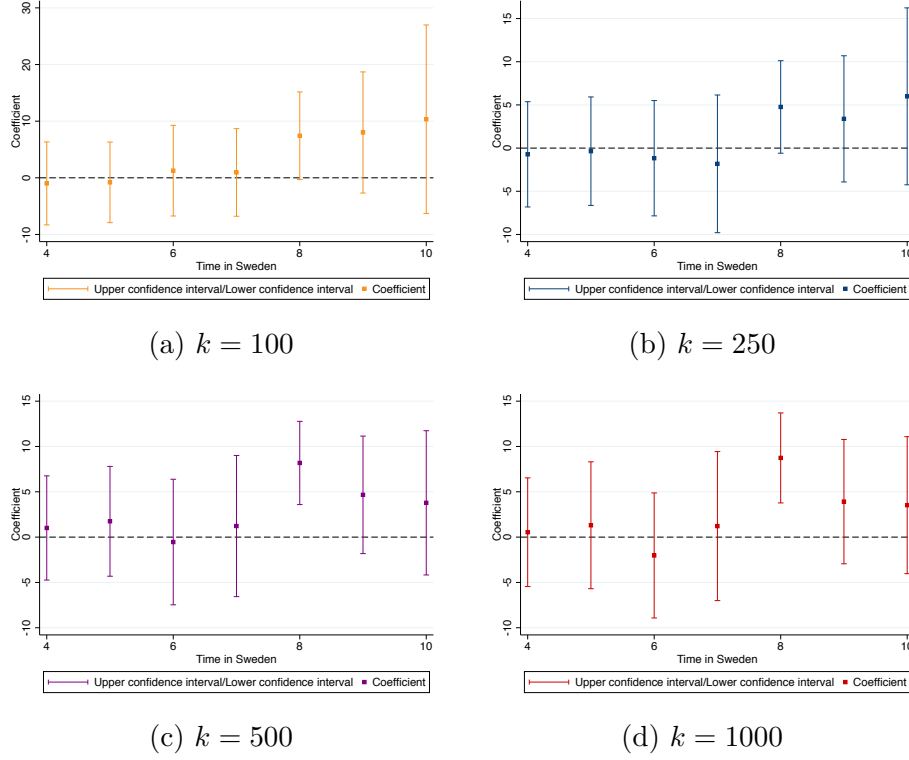 30
20
10
0
-10
Coefficient
4 6 8 10
Time in Sweden
Upper confidence interval/Lower confidence interval Coefficient
(a) k = 100
15
10
5
0
-5
-10
Coefficient
4 6 8 10
Time in Sweden
Upper confidence interval/Lower confidence interval Coefficient
(b) k = 250
15
10
5
0
-5
-10
Coefficient
4 6 8 10
Time in Sweden
Upper confidence interval/Lower confidence interval Coefficient
(c) k = 500
15
10
5
0
-5
-10
Coefficient
4 6 8 10
Time in Sweden
Upper confidence interval/Lower confidence interval Coefficient
(d) k = 1000